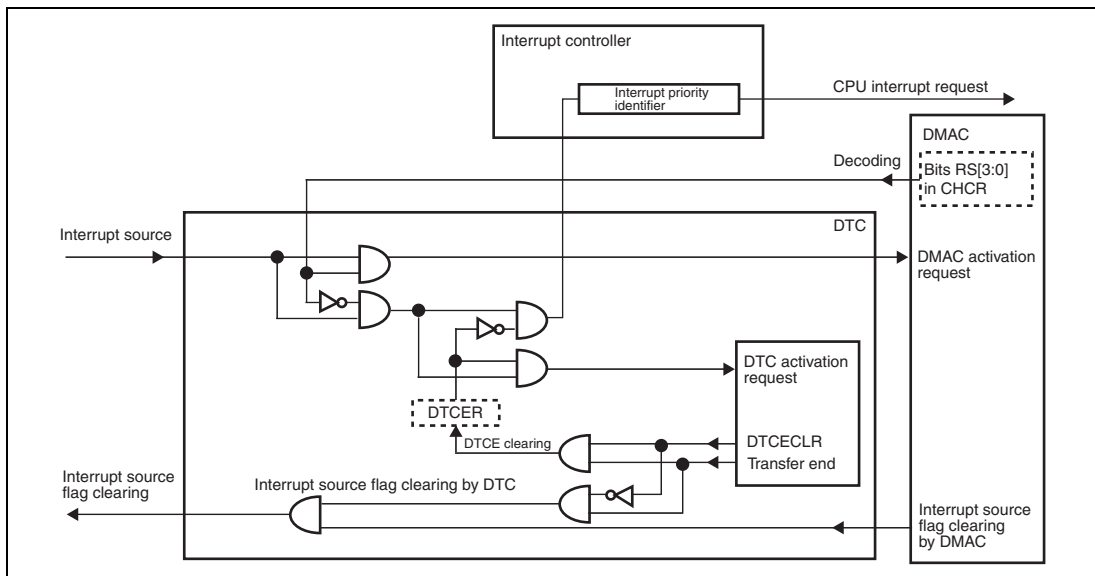 Interrupt controller
Interrupt priority
identifier
CPU interrupt request
DMAC
Decoding
Bits RS[3:0]
in CHCR
DTC
Interrupt source
DMAC activation
request
DTC activation
request
DTCER
DTCE clearing
DTCECLR
Transfer end
Interrupt source
flag clearing
Interrupt source flag clearing by DTC
Interrupt source
flag clearing
by DMAC